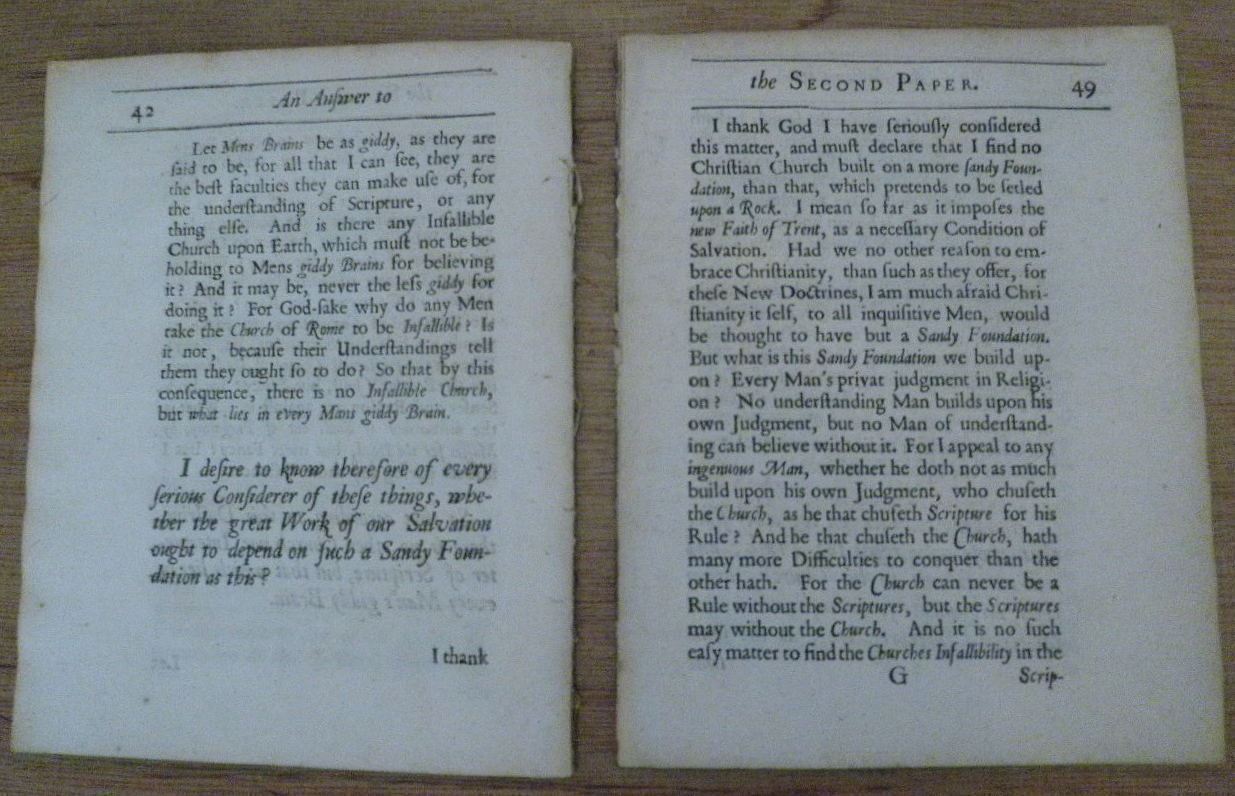 42
An Anſwer to
Let Mens Brains be as giddy, as they are
ſaid to be, for all that I can ſee, they are
the beſt faculties they can make uſe of, for
the underſtanding of Scripture, or any
thing elſe. And is there any Infallible
Church upon Earth, which muſt not be be-
holding to Mens giddy Brains for believing
it? And it may be, never the leſs giddy for
doing it? For God-ſake why do any Men
take the Church of Rome to be Infallible? Is
it not, becauſe their Underſtandings tell
them they ought ſo to do? So that by this
conſequence, there is no Infallible Church,
but what lies in every Mans giddy Brain.
I deſire to know therefore of every
ſerious Conſiderer of theſe things, whe-
ther the great Work of our Salvation
ought to depend on ſuch a Sandy Foun-
dation as this?
I thank
the SECOND PAPER.
49
I thank God I have ſeriouſly conſidered
this matter, and muſt declare that I find no
Chriſtian Church built on a more ſandy Foun-
dation, than that, which pretends to be ſetled
upon a Rock. I mean ſo far as it impoſes the
new Faith of Trent, as a neceſſary Condition of
Salvation. Had we no other reaſon to em-
brace Chriſtianity, than ſuch as they offer, for
theſe New Doctrines, I am much afraid Chri-
ſtianity it ſelf, to all inquiſitive Men, would
be thought to have but a Sandy Foundation.
But what is this Sandy Foundation we build up-
on? Every Man's privat judgment in Religi-
on? No underſtanding Man builds upon his
own Judgment, but no Man of underſtand-
ing can believe without it. For I appeal to any
ingenuous Man, whether he doth not as much
build upon his own Judgment, who chuſeth
the Church, as he that chuſeth Scripture for his
Rule? And he that chuſeth the Church, hath
many more Difficulties to conquer than the
other hath. For the Church can never be a
Rule without the Scriptures, but the Scriptures
may without the Church. And it is no ſuch
eaſy matter to find the Churches Infallibility in the
G
Scrip-